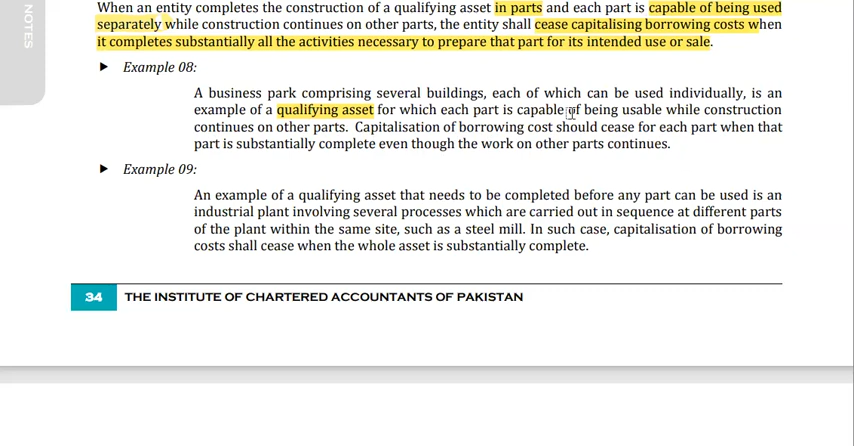 NOTES
When an entity completes the construction of a qualifying asset in parts and each part is capable of being used
separately while construction continues on other parts, the entity shall cease capitalising borrowing costs when
it completes substantially all the activities necessary to prepare that part for its intended use or sale.
► Example 08:
A business park comprising several buildings, each of which can be used individually, is an
example of a qualifying asset for which each part is capable of being usable while construction
continues on other parts. Capitalisation of borrowing cost should cease for each part when that
part is substantially complete even though the work on other parts continues.
► Example 09:
An example of a qualifying asset that needs to be completed before any part can be used is an
industrial plant involving several processes which are carried out in sequence at different parts
of the plant within the same site, such as a steel mill. In such case, capitalisation of borrowing
costs shall cease when the whole asset is substantially complete.
34 THE INSTITUTE OF CHARTERED ACCOUNTANTS OF PAKISTAN